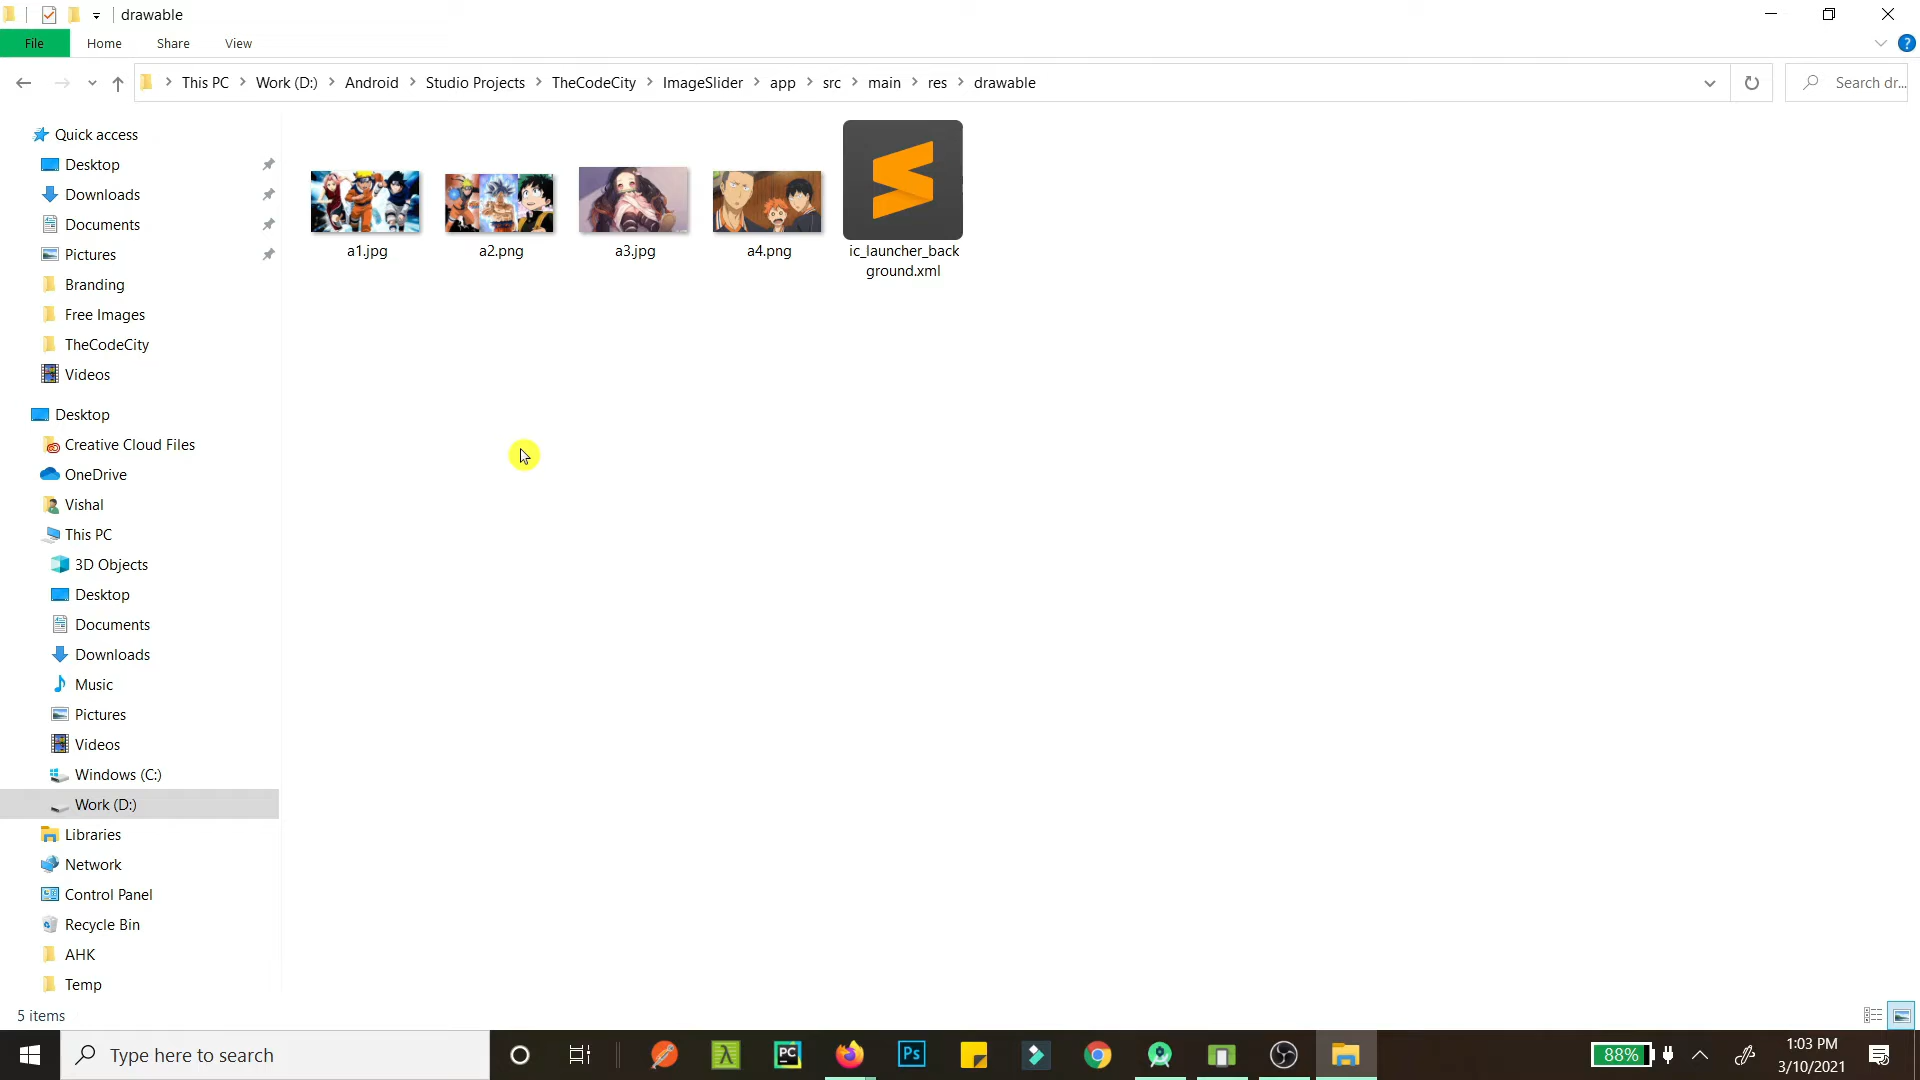 drawable
File Home Share View
This PC Work (D:) Android Studio Projects TheCodeCity ImageSlider app src main res drawable
Search dr...
Quick access
Desktop
Downloads
Documents
Pictures
Branding
Free Images
TheCodeCity
Videos
Desktop
Creative Cloud Files
OneDrive
Vishal
This PC
3D Objects
Desktop
Documents
Downloads
Music
Pictures
Videos
Windows (C:)
Work (D:)
Libraries
Network
Control Panel
Recycle Bin
AHK
Temp
a1.jpg a2.png a3.jpg a4.png ic_launcher_back
ground.xml
5 items
Type here to search
PC
Ps
88%
1:03 PM
3/10/2021